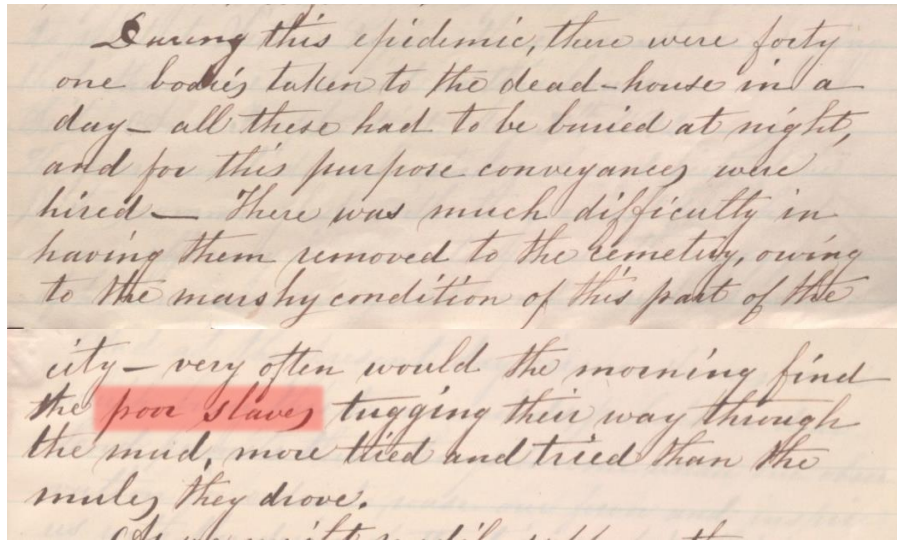 During this epidemic, there were forty
one bodies taken to the dead-house in a
day — all these had to be buried at night,
and for this purpose conveyances were
hired — There was much difficulty in
having them removed to the cemetery, owing
to the marshy condition of this part of the
city — very often would the morning find
the poor slaves tugging their way through
the mud, more tied and tried than the
mules they drove.